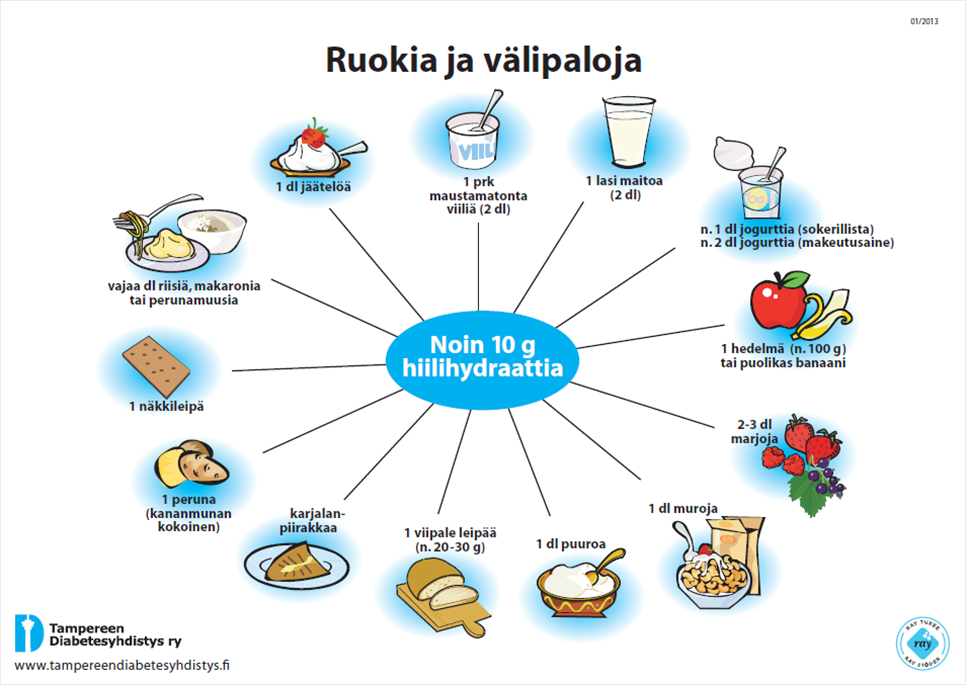 01/2013
Ruokia ja välipaloja
1 dl jäätelöä
VIIL
1 prk
maustamatonta
viiliä (2 dl)
1 lasi maitoa
(2 dl)
n. 1 dl jogurttia (sokerillista)
n. 2 dl jogurttia (makeutusaine)
vajaa dl riisiä, makaronia
tai perunamuusia
Noin 10 g
hiilihydraattia
1 hedelmä (n. 100 g)
tai puolikas banaani
1 näkkileipä
2-3 dl
marjoja
1 peruna
(kananmunan
kokoinen)
karjalan-
piirakkaa
1 viipale leipää
(n. 20-30 g)
1 dl puuroa
1 dl muroja
Tampereen
Diabetesyhdistys ry
www.tampereendiabetesyhdistys.fi
RAY TUKEE
ray
RAY STÖDER